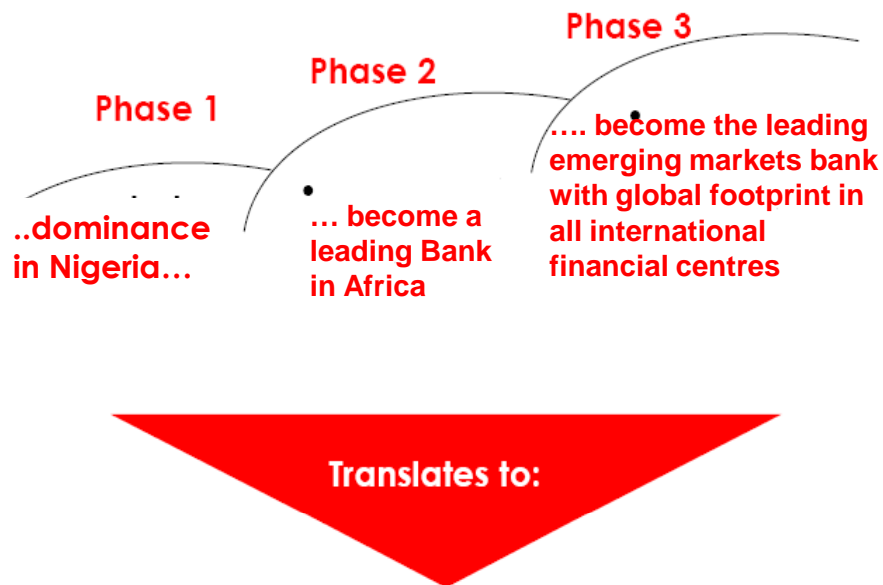 Phase 1
..dominance
in Nigeria…
Phase 2
… become a
leading Bank
in Africa
Phase 3
…. become the leading
emerging markets bank
with global footprint in
all international
financial centres
Translates to: